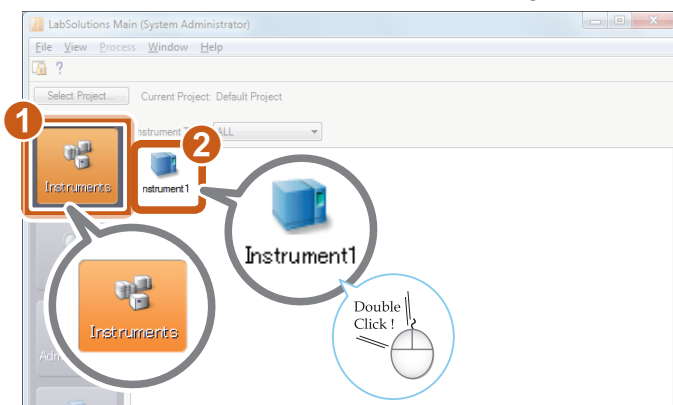 LabSolutions Main (System Administrator)
File View Process Window Help
?
Select Project... Current Project: Default Project
1
nstrument T ALL
2
Instruments
nstrument1
Instrument1
Instruments
Double
Click !
Adm